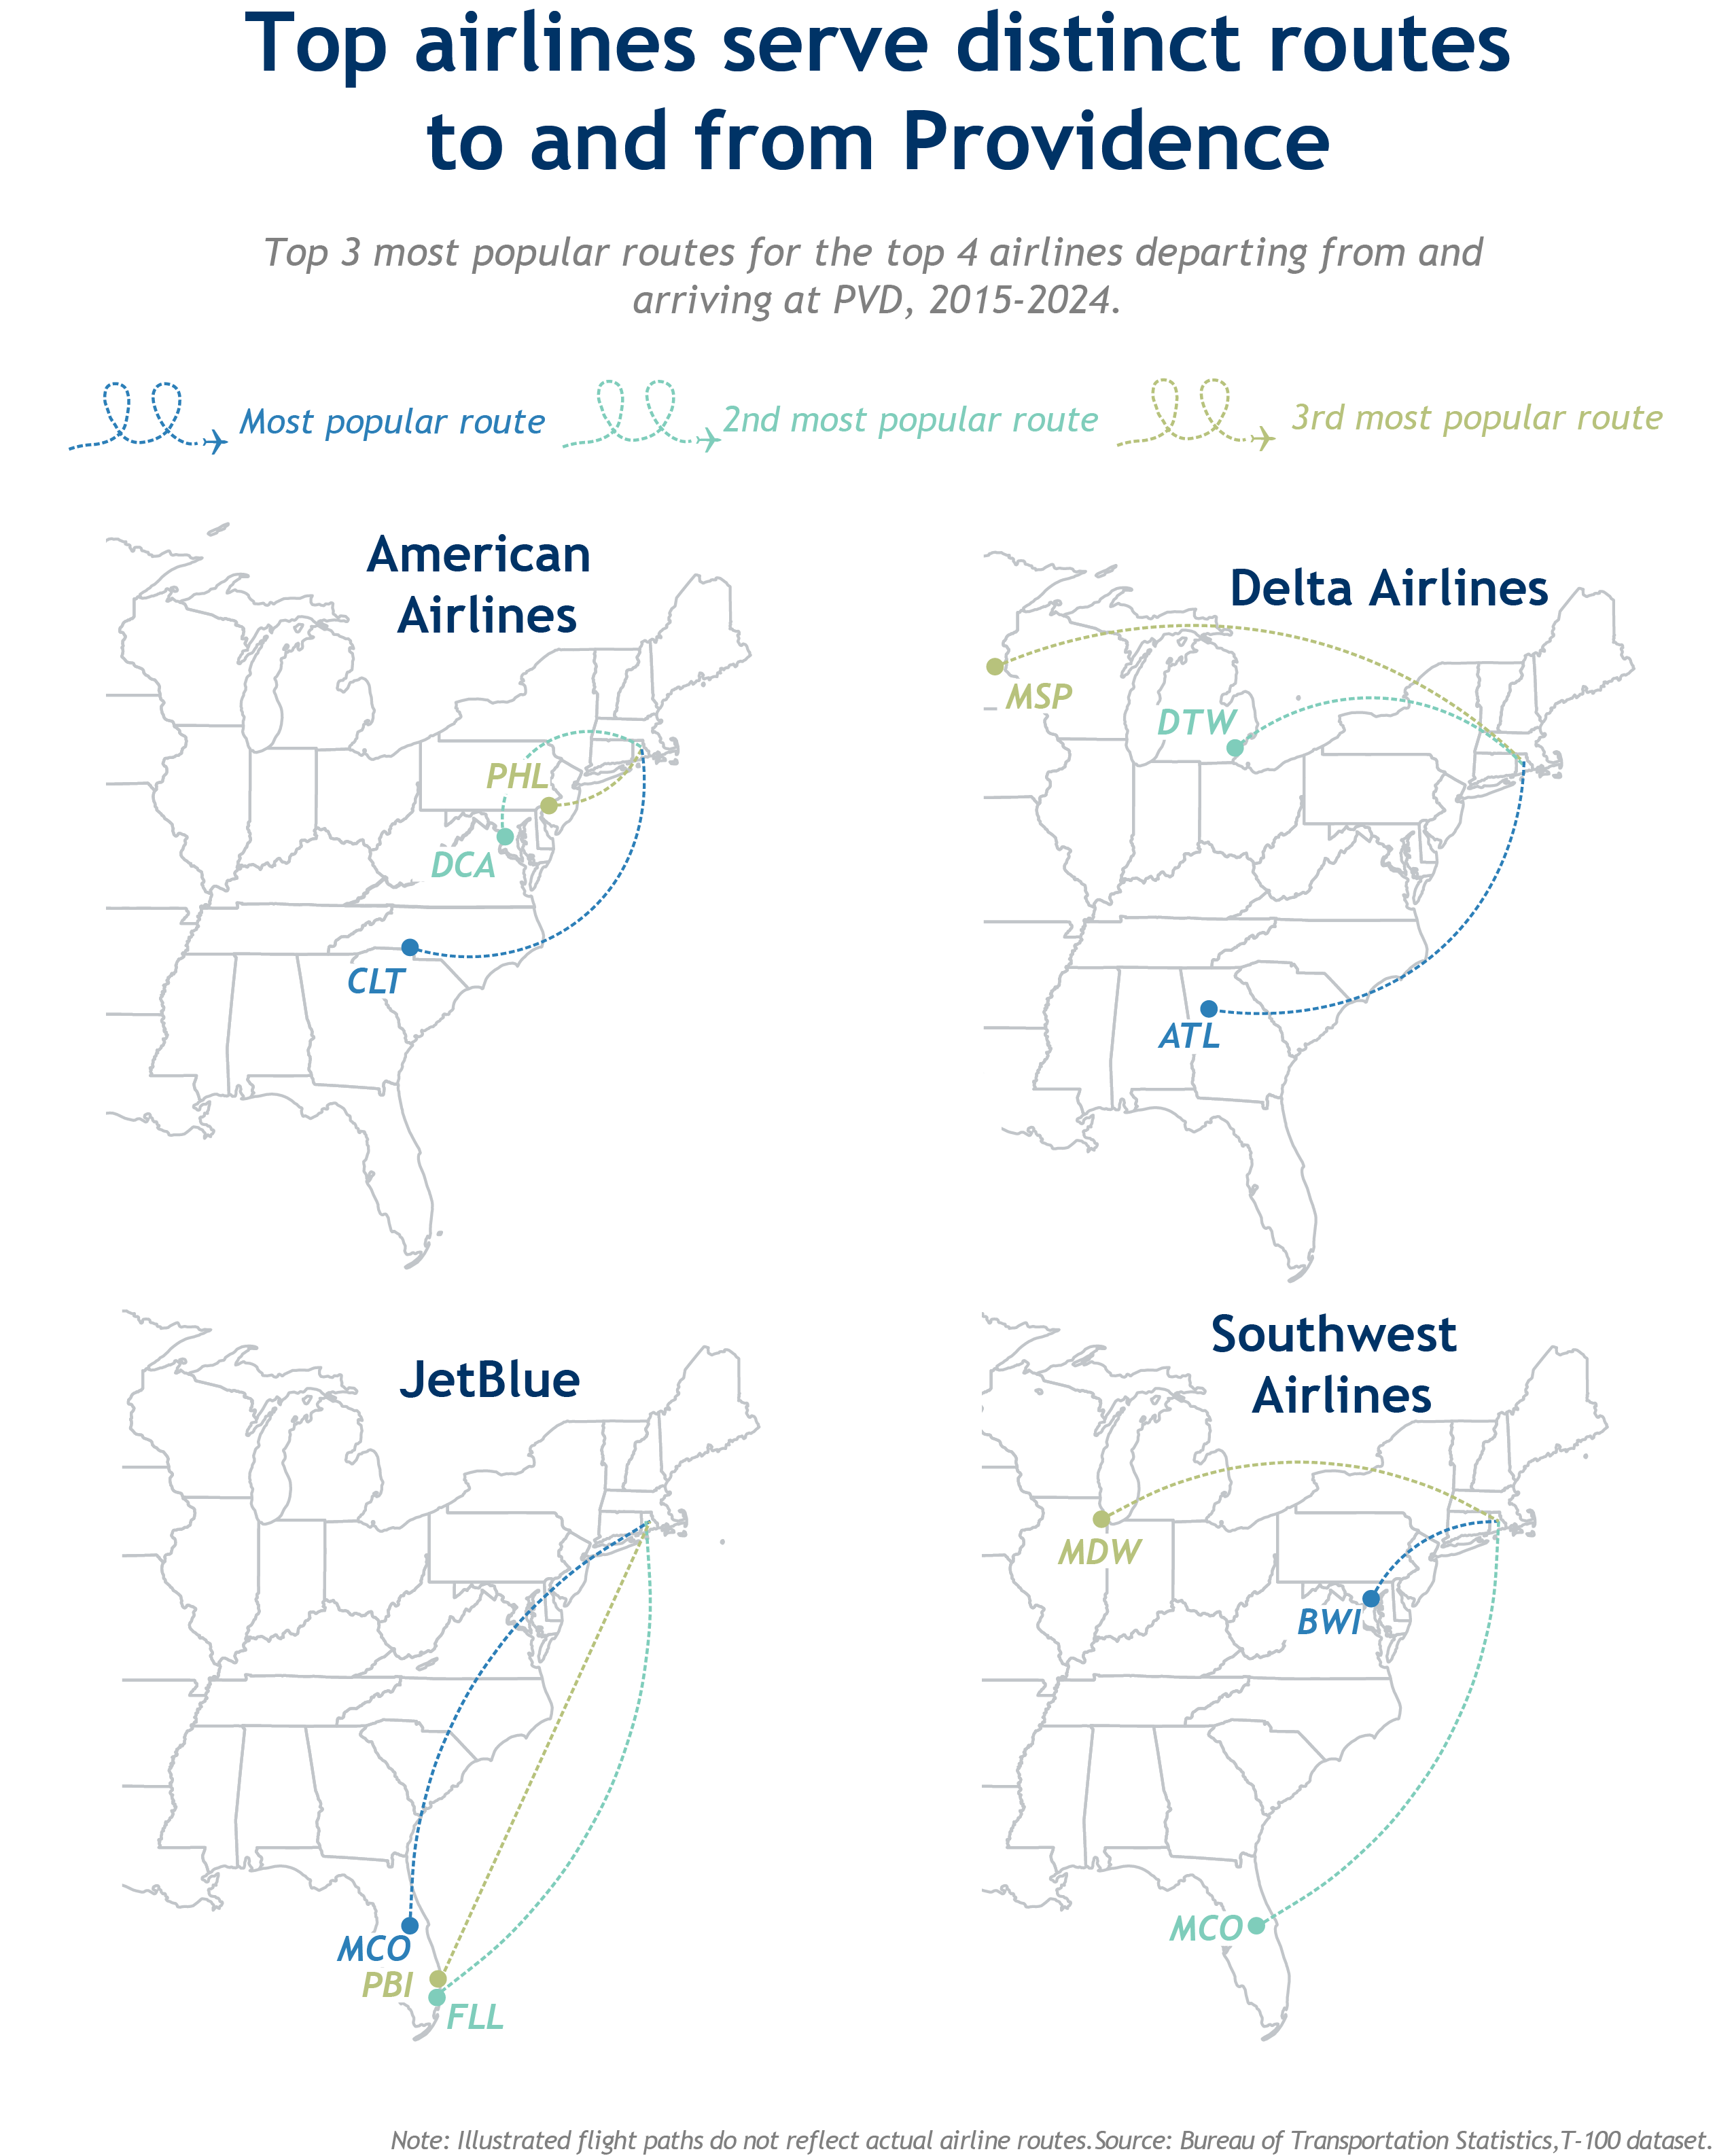 Top airlines serve distinct routes
to and from Providence
Top 3 most popular routes for the top 4 airlines departing from and
arriving at PVD, 2015-2024.
Most popular route
2nd most popular route
3rd most popular route
American
Airlines
PHL
DCA
CLT
Delta Airlines
MSP
DTW
ATL
JetBlue
MCO
PBI
FLL
Southwest
Airlines
MDW
BWI
MCO
Note: Illustrated flight paths do not reflect actual airline routes.Source: Bureau of Transportation Statistics,T-100 dataset.